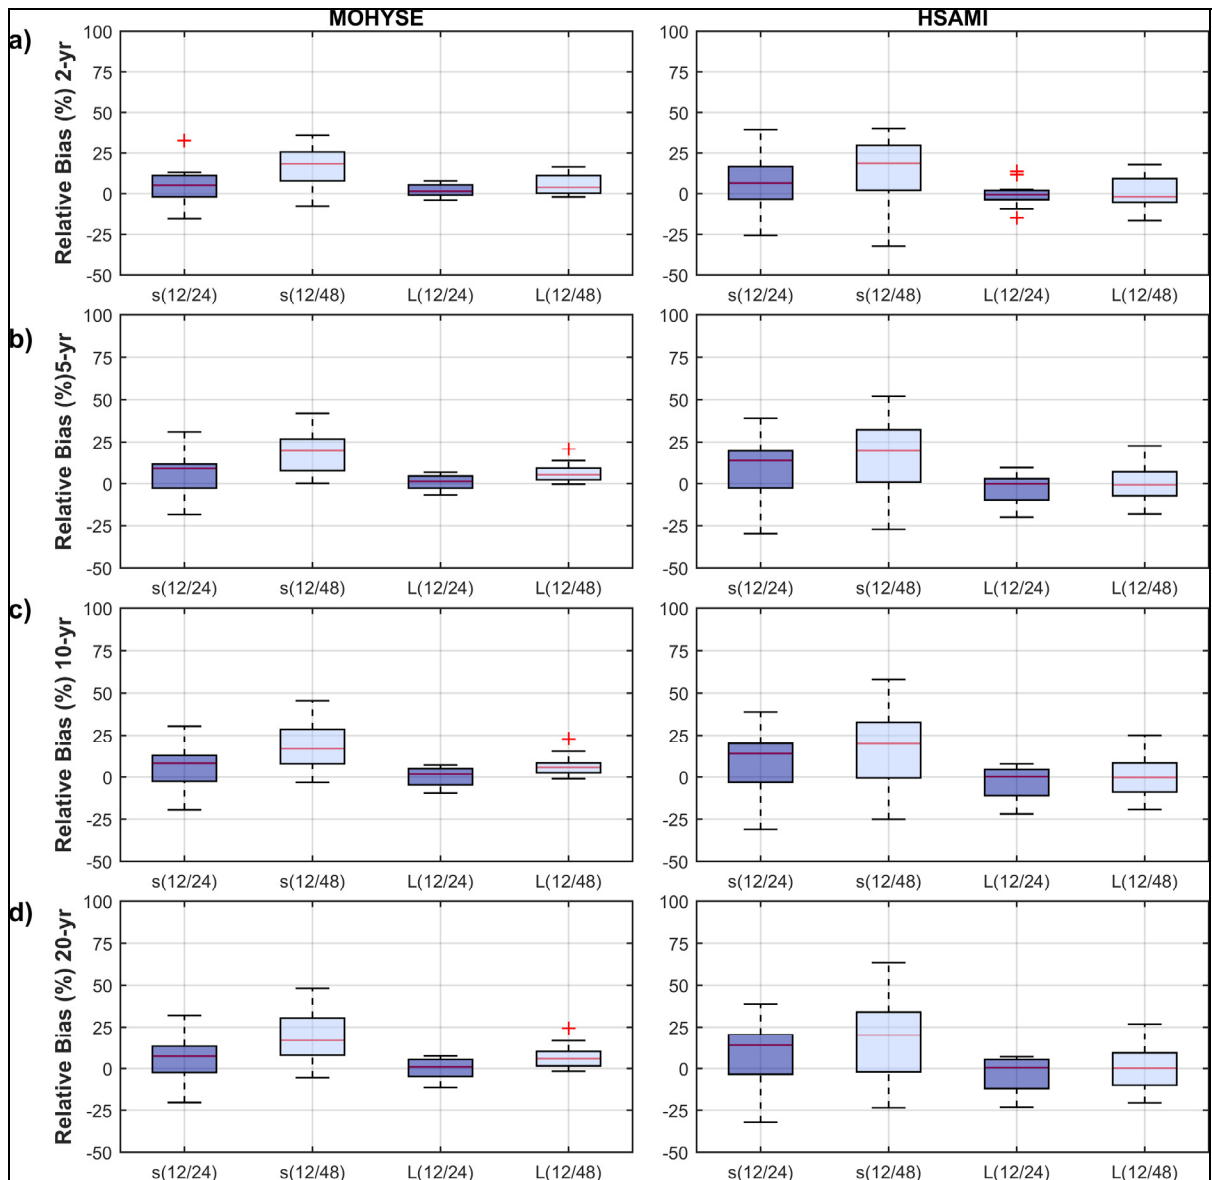 MOHYSE HSAMI
a)
Relative Bias (%) 2-yr
100 75 50 25 0 -25 -50
s(12/24) s(12/48) L(12/24) L(12/48)
100 75 50 25 0 -25 -50
s(12/24) s(12/48) L(12/24) L(12/48)
b)
Relative Bias (%)5-yr
100 75 50 25 0 -25 -50
s(12/24) s(12/48) L(12/24) L(12/48)
100 75 50 25 0 -25 -50
s(12/24) s(12/48) L(12/24) L(12/48)
c)
Relative Bias (%) 10-yr
100 75 50 25 0 -25 -50
s(12/24) s(12/48) L(12/24) L(12/48)
100 75 50 25 0 -25 -50
s(12/24) s(12/48) L(12/24) L(12/48)
d)
Relative Bias (%) 20-yr
100 75 50 25 0 -25 -50
s(12/24) s(12/48) L(12/24) L(12/48)
100 75 50 25 0 -25 -50
s(12/24) s(12/48) L(12/24) L(12/48)